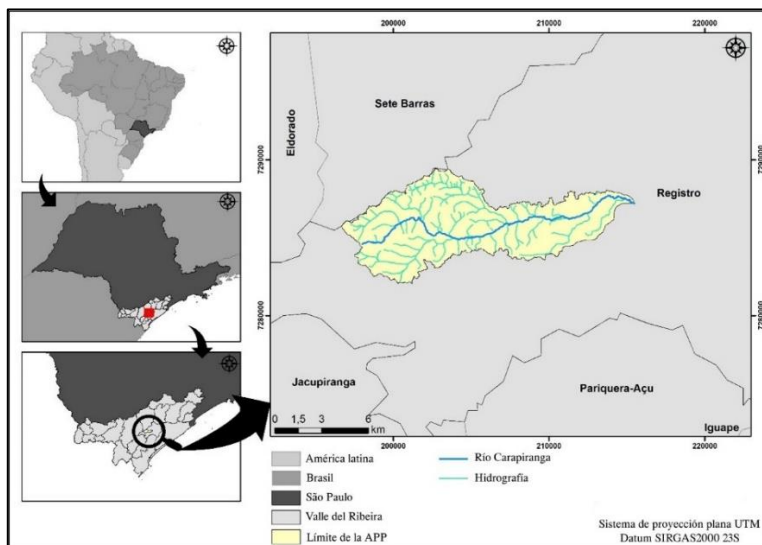 200000 210000 220000
7290000
7280000
Eldorado
Sete Barras
Registro
Jacupiranga
Pariquera-Açu
Iguape
0 1,5 3 6
km
7290000
7280000
200000 210000 220000
América latina
Brasil
São Paulo
Valle del Ribeira
Límite de la APP
Río Carapiranga
Hidrografía
Sistema de proyección plana UTM
Datum SIRGAS2000 23S